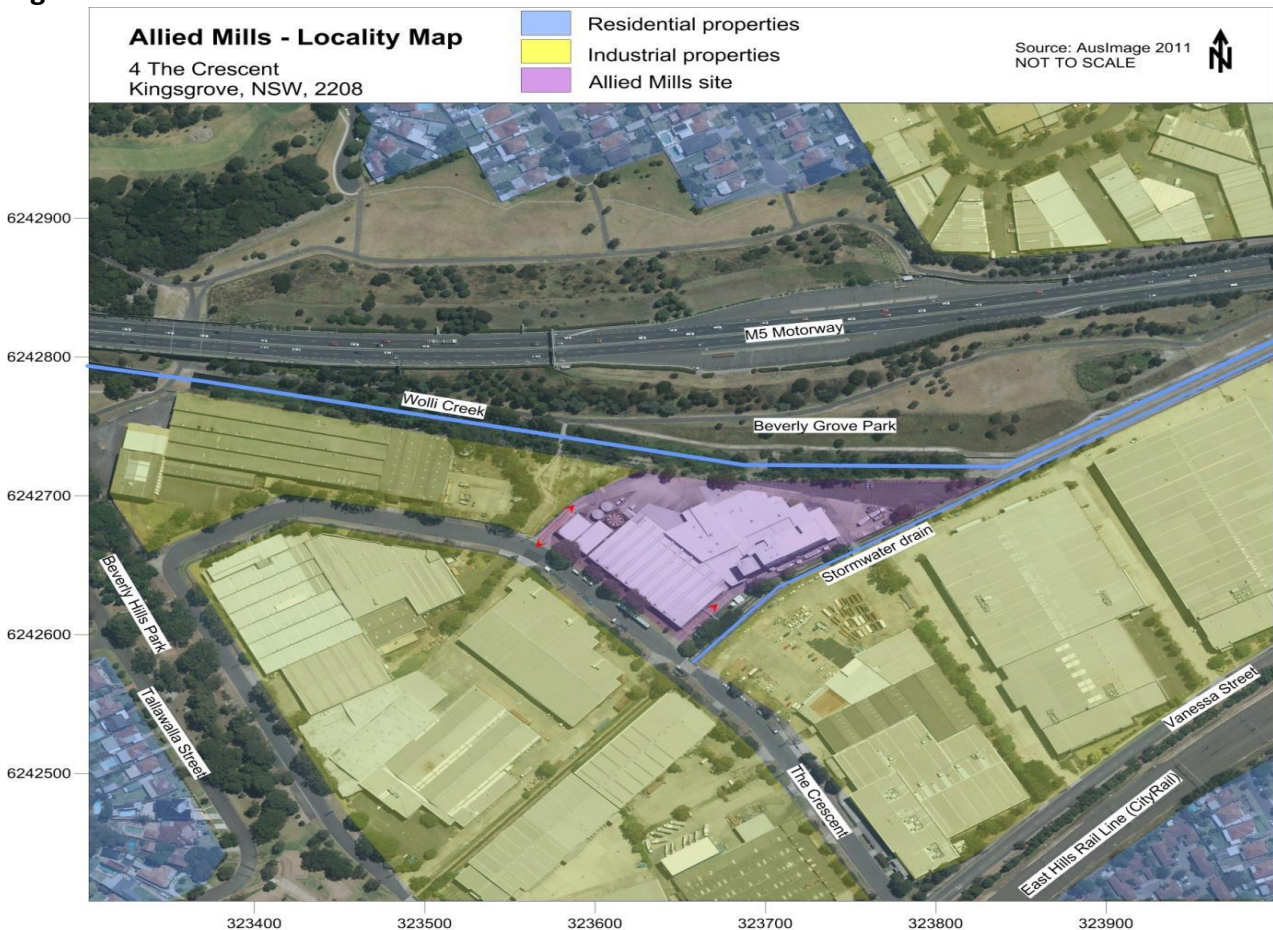 Allied Mills - Locality Map
4 The Crescent
Kingsgrove, NSW, 2208
Residential properties
Industrial properties
Allied Mills site
Source: AusImage 2011
NOT TO SCALE
N
6242900
6242800
6242700
6242600
6242500
M5 Motorway
Wolli Creek
Beverly Grove Park
Stormwater drain
Beverly Hills Park
Tallawalla Street
The Crescent
Vanessa Street
East Hills Rail Line (CityRail)
323400
323500
323600
323700
323800
323900